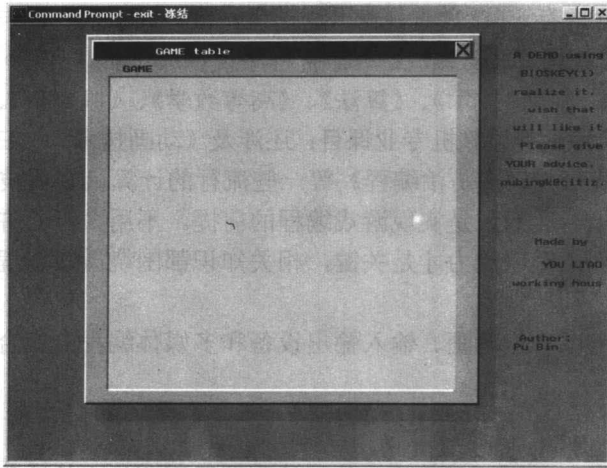 Command Prompt - exit - 冻结
GAME table
GAME
A DEMO using
BIOSKEY(1)
realize it.
wish that
will like it
Please give
YOUR advice.
Made by
YOU LIAO
working hous
Author:
Pu Bin